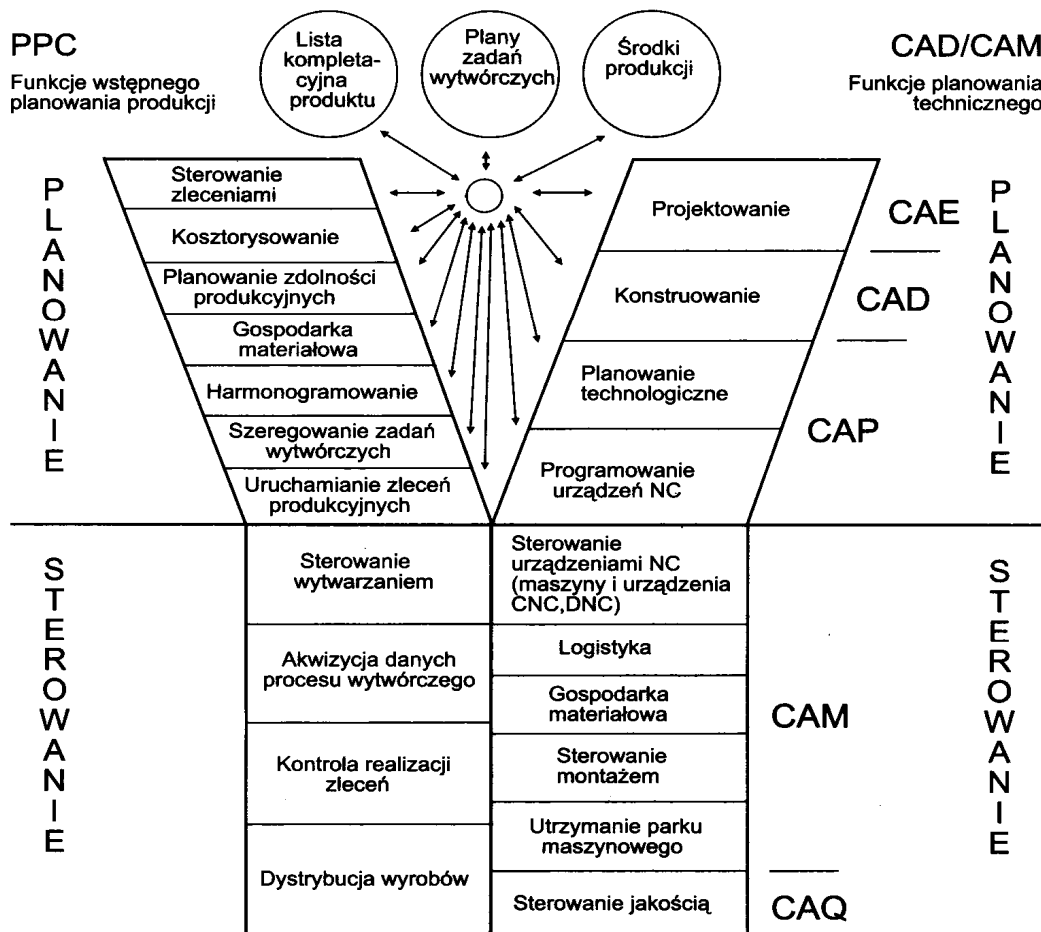 PPC
Funkcje wstępnego
planowania produkcji
Lista
kompleta-
cyjna
produktu
Plany
zadań
wytwórczych
Środki
produkcji
CAD/CAM
Funkcje planowania
technicznego
PLANOWANIE
Sterowanie
zleceniami
Kosztorysowanie
Planowanie zdolności
produkcyjnych
Gospodarka
materiałowa
Harmonogramowanie
Szeregowanie zadań
wytwórczych
Uruchamianie zleceń
produkcyjnych
Projektowanie
Konstruowanie
Planowanie
technologiczne
Programowanie
urządzeń NC
CAE
CAD
CAP
PLANOWANIE
STEROWANIE
Sterowanie
wytwarzaniem
Akwizycja danych
procesu wytwórczego
Kontrola realizacji
zleceń
Dystrybucja wyrobów
Sterowanie
urządzeniami NC
(maszyny i urządzenia
CNC,DNC)
Logistyka
Gospodarka
materiałowa
Sterowanie
montażem
Utrzymanie parku
maszynowego
Sterowanie jakością
CAM
CAQ
STEROWANIE